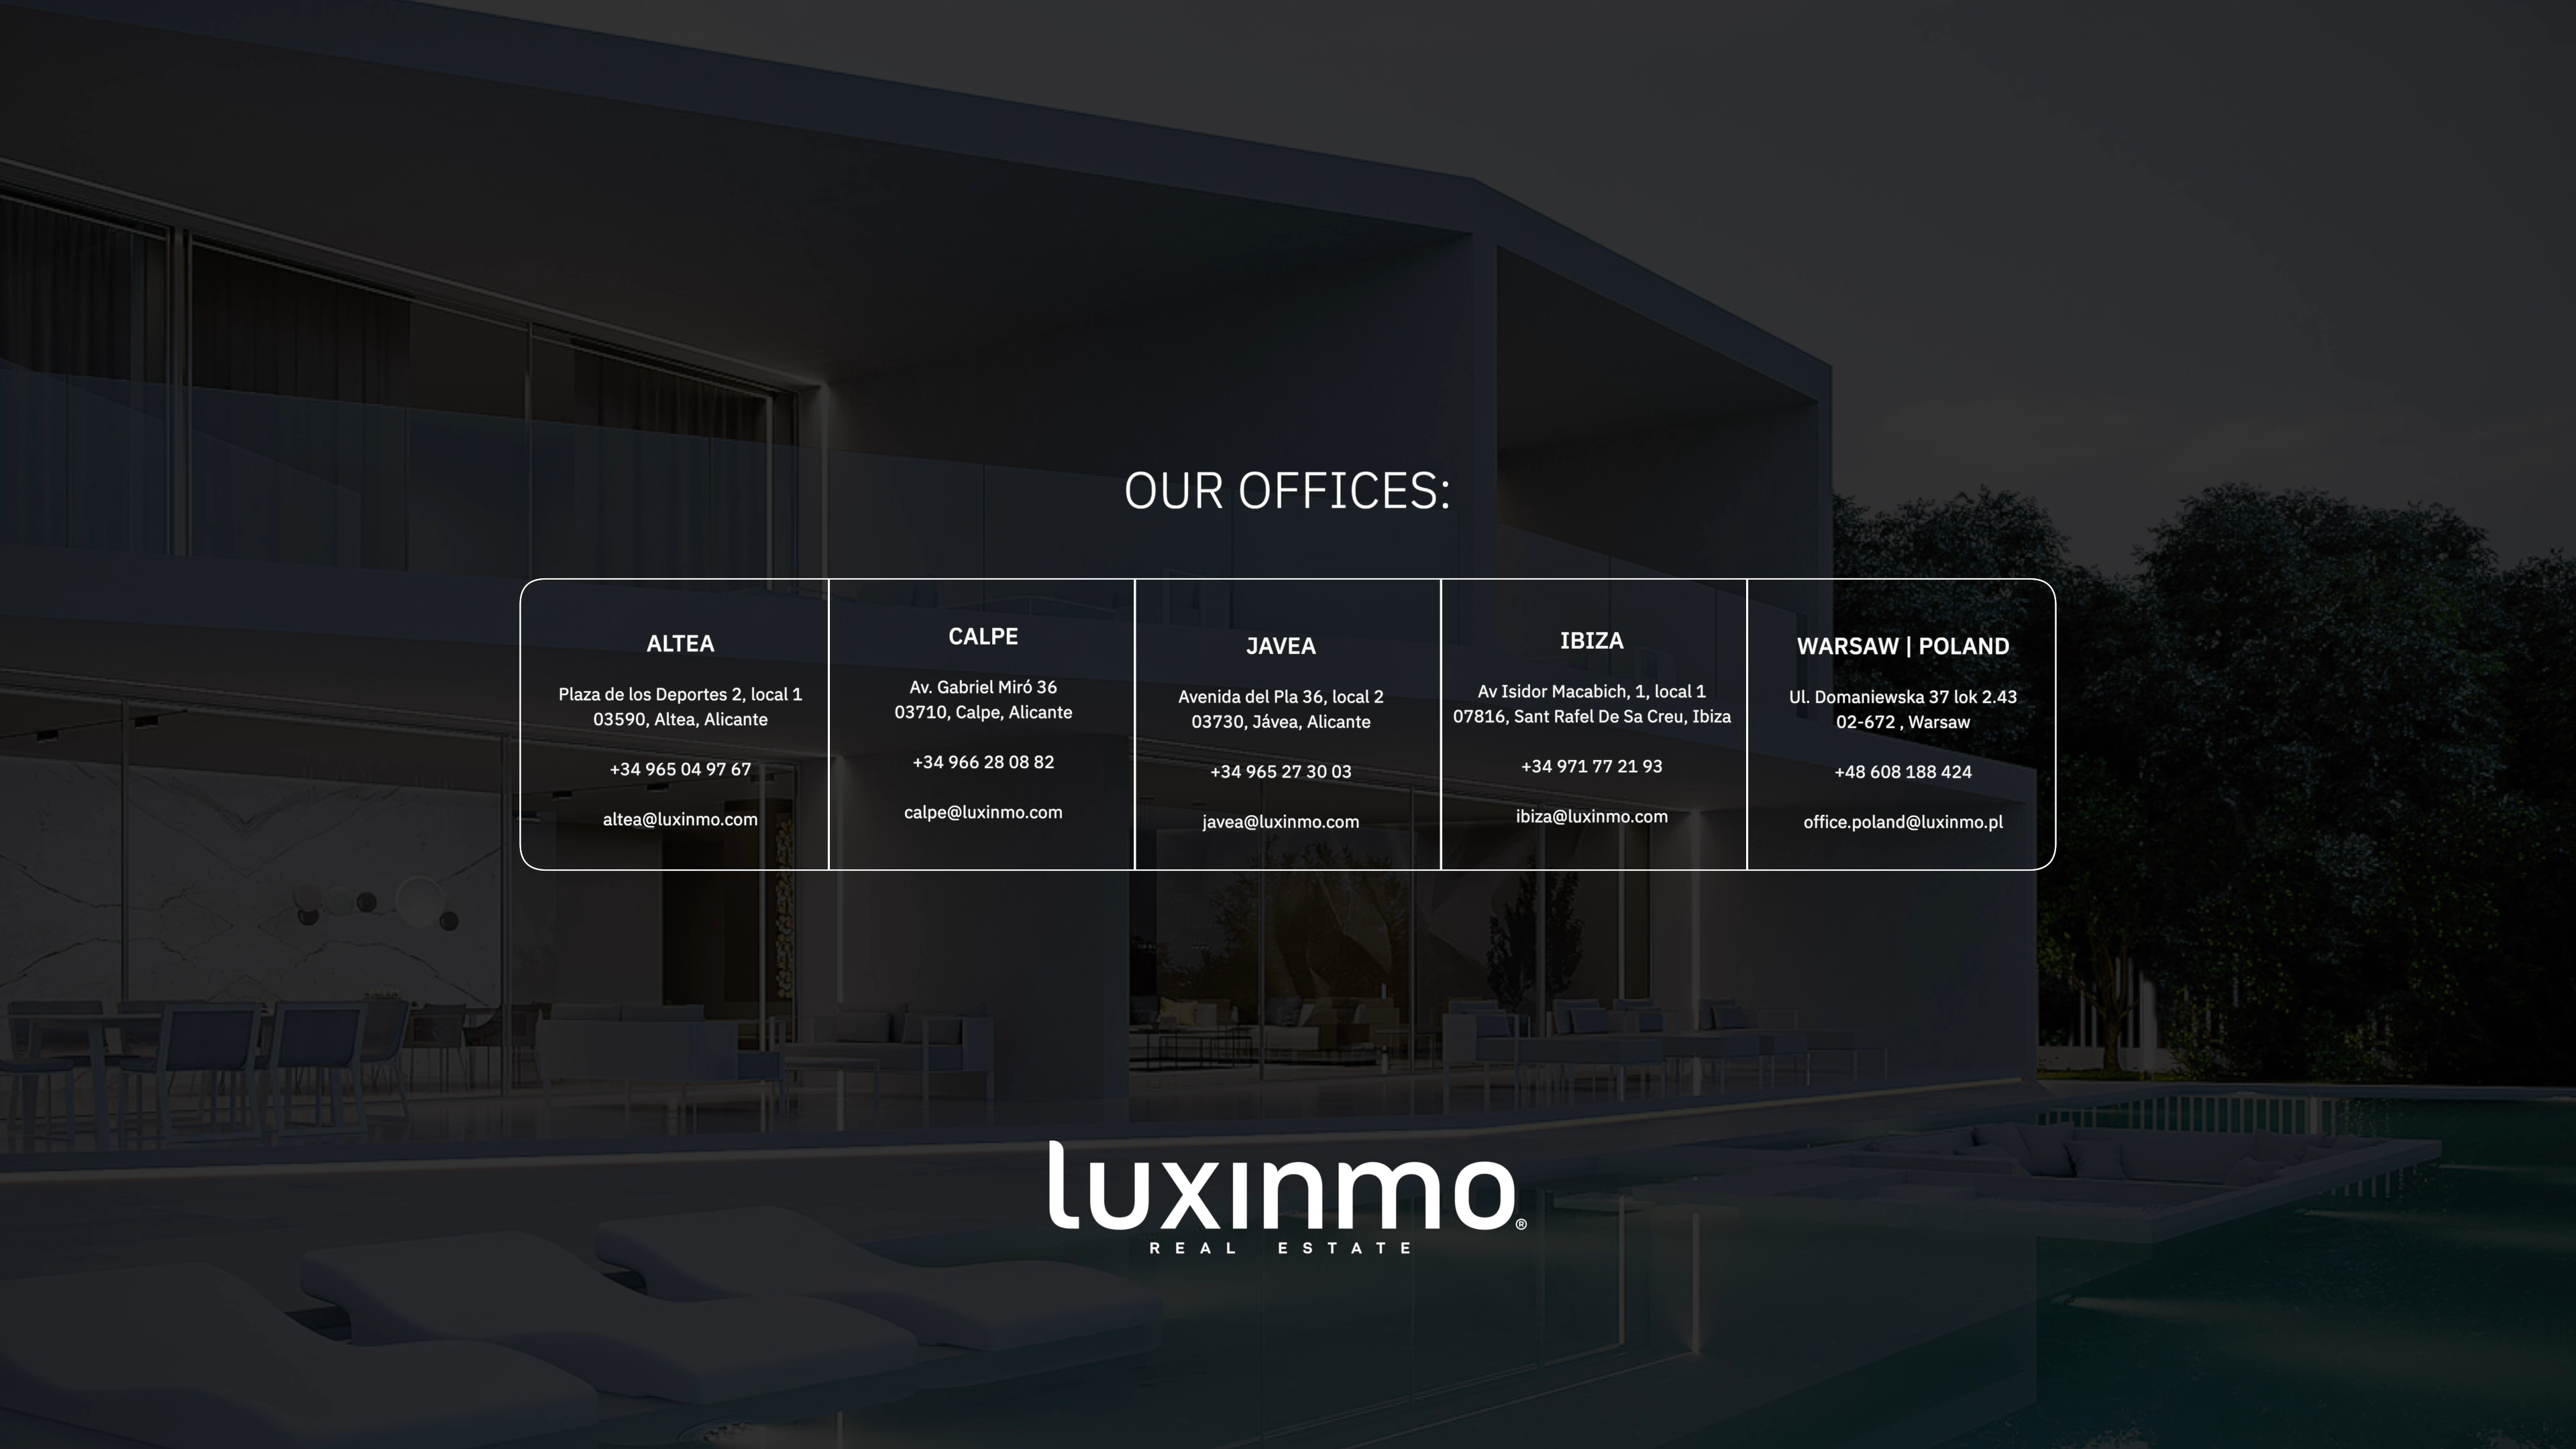 OUR OFFICES:
ALTEA
Plaza de los Deportes 2, local 1
03590, Altea, Alicante
+34 965 04 97 67
altea@luxinmo.com
CALPE
Av. Gabriel Miró 36
03710, Calpe, Alicante
+34 966 28 08 82
calpe@luxinmo.com
JAVEA
Avenida del Pla 36, local 2
03730, Jávea, Alicante
+34 965 27 30 03
javea@luxinmo.com
IBIZA
Av Isidor Macabich, 1, local 1
07816, Sant Rafel De Sa Creu, Ibiza
+34 971 77 21 93
ibiza@luxinmo.com
WARSAW | POLAND
Ul. Domaniewska 37 lok 2.43
02-672 , Warsaw
+48 608 188 424
office.poland@luxinmo.pl
luxinmo®
REAL ESTATE